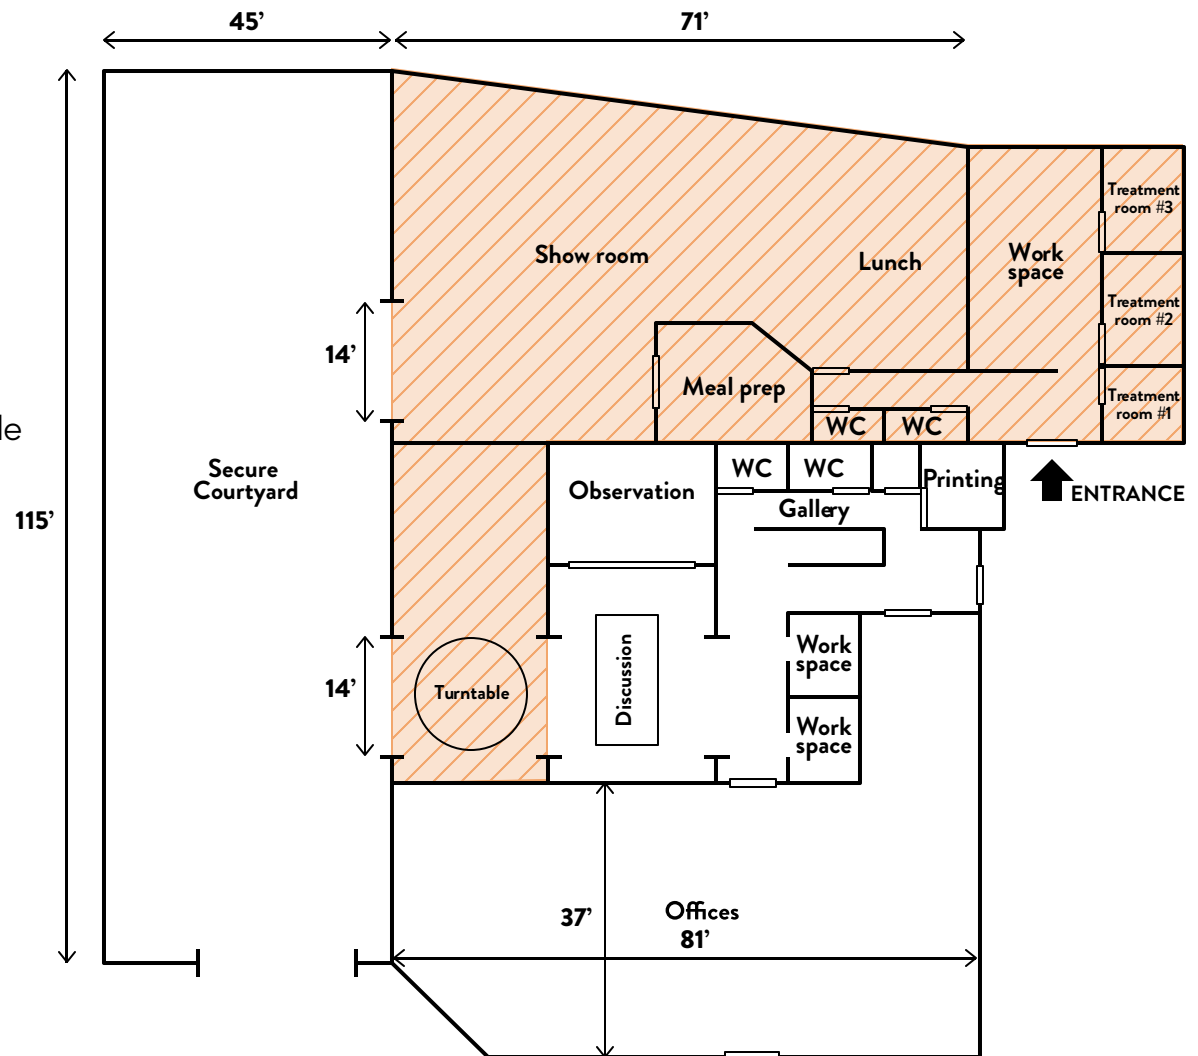 45’
71’
Treatment
room #3
Show room
Lunch
Work
space
Treatment
room #2
14’
Meal prep
Treatment
room #1
le
WC
WC
Secure
Courtyard
Observation
WC
WC
Printing
ENTRANCE
Gallery
115’
Discussion
Work
space
14’
Turntable
Work
space
37’
Offices
81’